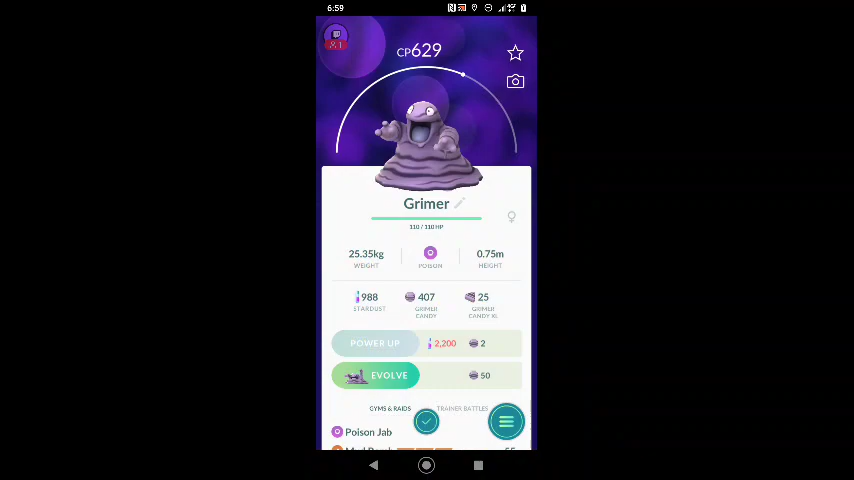 6:59
1
CP629
Grimer
110 / 110 HP
25.35kg
WEIGHT
POISON
0.75m
HEIGHT
988
STARDUST
407
GRIMER
CANDY
25
GRIMER
CANDY XL
POWER UP
2,200
2
EVOLVE
50
GYMS & RAIDS
TRAINER BATTLES
Poison Jab